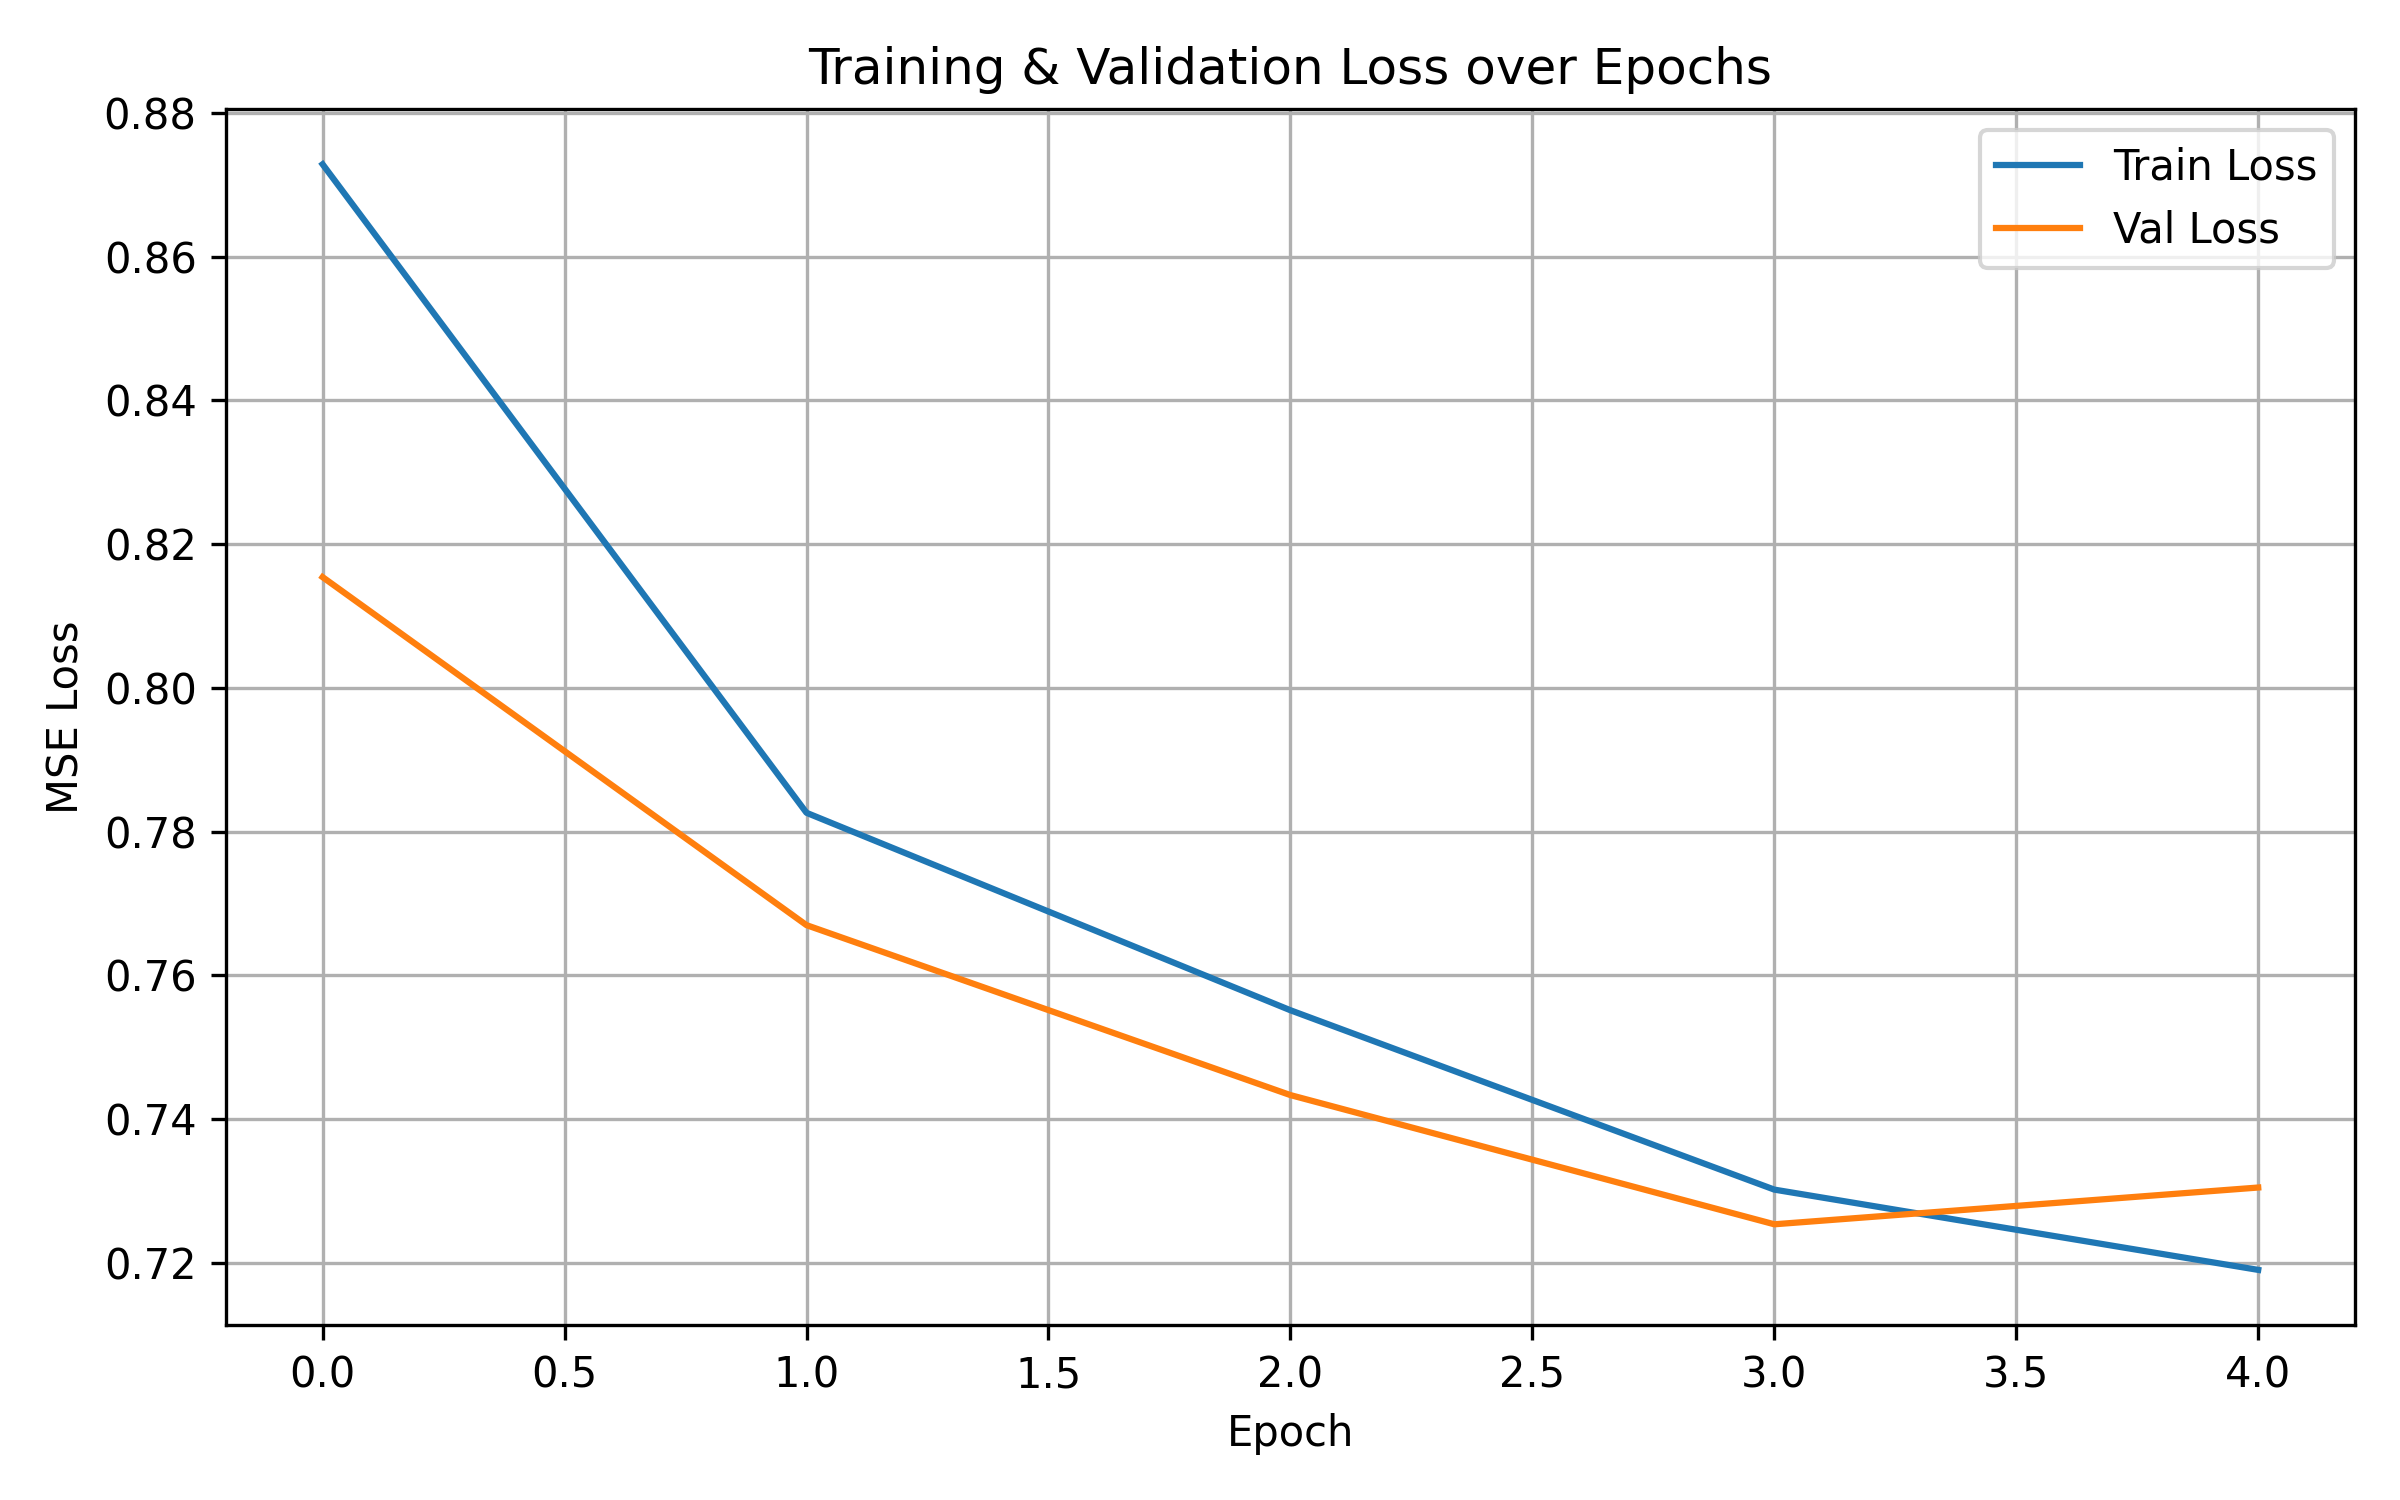 Training & Validation Loss over Epochs
Train Loss
Val Loss
MSE Loss
0.88
0.86
0.84
0.82
0.80
0.78
0.76
0.74
0.72
0.0 0.5 1.0 1.5 2.0 2.5 3.0 3.5 4.0
Epoch